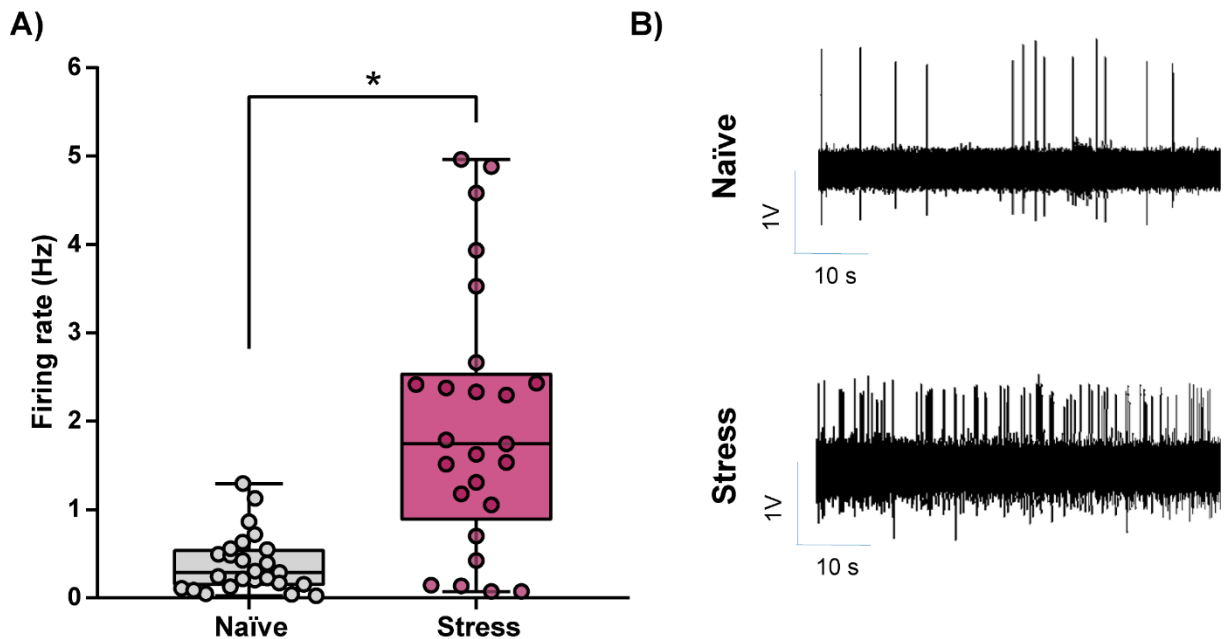 A)
6
5
4
3
2
1
0
Firing rate (Hz)
*
Naïve
Stress
B)
Naïve
1V
10 s
Stress
1V
10 s